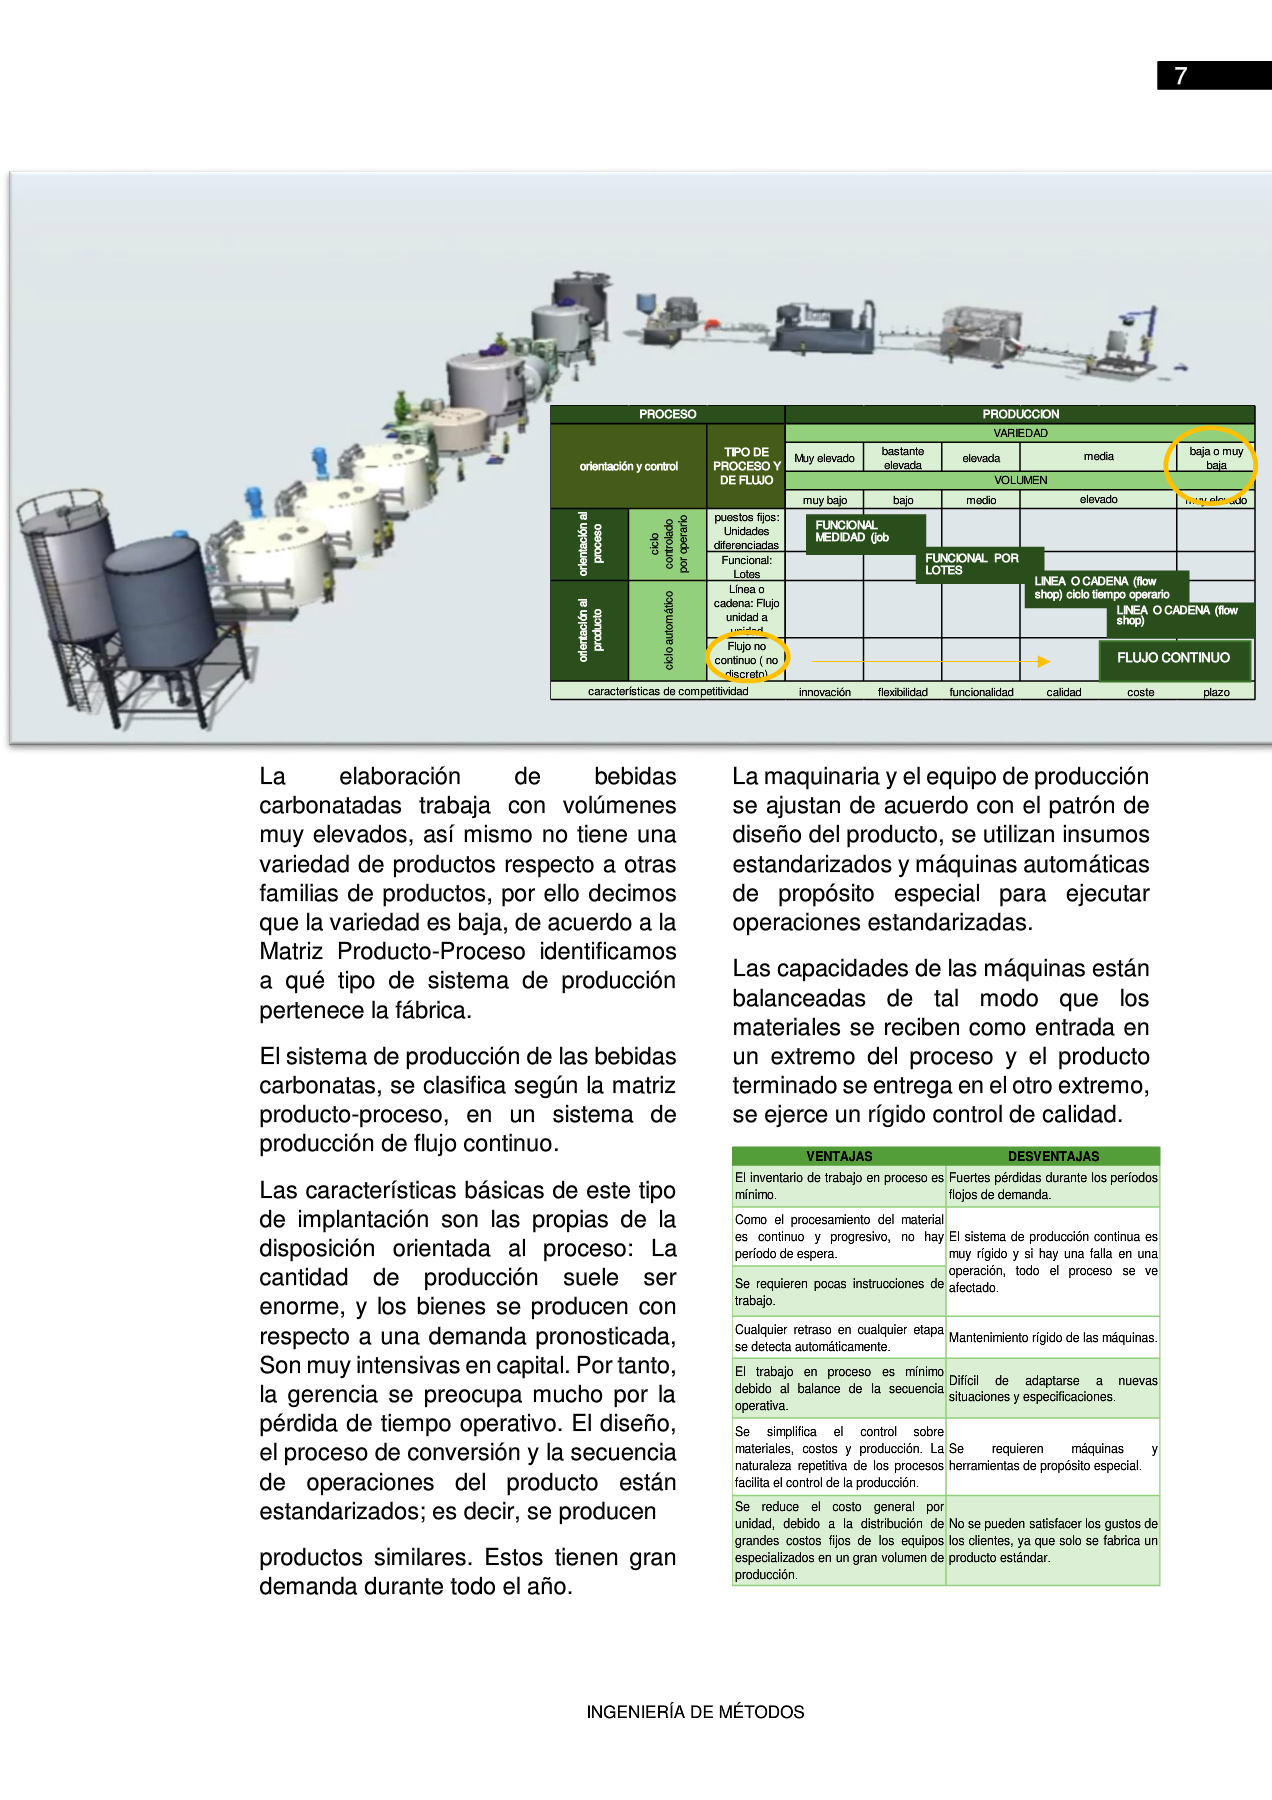 7
PROCESO
PRODUCCION
orientación y control
TIPO DE
PROCESO Y
DE FLUJO
VARIEDAD
Muy elevado
bastante
elevada
elevada
media
baja o muy
baja
VOLUMEN
muy bajo
bajo
medio
elevado
muy elevado
orientación al
proceso
ciclo
controlado
por operario
puestos fijos:
Unidades
diferenciadas
FUNCIONAL
MEDIDAD (job
Funcional:
Lotes
FUNCIONAL POR
LOTES
orientación al
producto
ciclo automático
Línea o
cadena: Flujo
unidad a
unidad
LINEA O CADENA (flow
shop) ciclo tiempo operario
LINEA O CADENA (flow
shop)
Flujo no
continuo ( no
discreto)
FLUJO CONTINUO
características de competitividad
innovación
flexibilidad
funcionalidad
calidad
coste
plazo
La elaboración de bebidas
carbonatadas trabaja con volúmenes
muy elevados, así mismo no tiene una
variedad de productos respecto a otras
familias de productos, por ello decimos
que la variedad es baja, de acuerdo a la
Matriz Producto-Proceso identificamos
a qué tipo de sistema de producción
pertenece la fábrica.
El sistema de producción de las bebidas
carbonatas, se clasifica según la matriz
producto-proceso, en un sistema de
producción de flujo continuo.
Las características básicas de este tipo
de implantación son las propias de la
disposición orientada al proceso: La
cantidad de producción suele ser
enorme, y los bienes se producen con
respecto a una demanda pronosticada,
Son muy intensivas en capital. Por tanto,
la gerencia se preocupa mucho por la
pérdida de tiempo operativo. El diseño,
el proceso de conversión y la secuencia
de operaciones del producto están
estandarizados; es decir, se producen
productos similares. Estos tienen gran
demanda durante todo el año.
La maquinaria y el equipo de producción
se ajustan de acuerdo con el patrón de
diseño del producto, se utilizan insumos
estandarizados y máquinas automáticas
de propósito especial para ejecutar
operaciones estandarizadas.
Las capacidades de las máquinas están
balanceadas de tal modo que los
materiales se reciben como entrada en
un extremo del proceso y el producto
terminado se entrega en el otro extremo,
se ejerce un rígido control de calidad.
VENTAJAS
DESVENTAJAS
El inventario de trabajo en proceso es
mínimo.
Fuertes pérdidas durante los períodos
flojos de demanda.
Como el procesamiento del material
es continuo y progresivo, no hay
período de espera.
El sistema de producción continua es
muy rígido y si hay una falla en una
operación, todo el proceso se ve
afectado.
Se requieren pocas instrucciones de
trabajo.
Cualquier retraso en cualquier etapa
se detecta automáticamente.
Mantenimiento rígido de las máquinas.
El trabajo en proceso es mínimo
debido al balance de la secuencia
operativa.
Difícil de adaptarse a nuevas
situaciones y especificaciones.
Se simplifica el control sobre
materiales, costos y producción. La
naturaleza repetitiva de los procesos
facilita el control de la producción.
Se requieren máquinas y
herramientas de propósito especial.
Se reduce el costo general por
unidad, debido a la distribución de
grandes costos fijos de los equipos
especializados en un gran volumen de
producción.
No se pueden satisfacer los gustos de
los clientes, ya que solo se fabrica un
producto estándar.
INGENIERÍA DE MÉTODOS